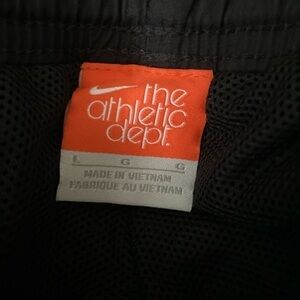 the
athletic
dept.
L G G
MADE IN VIETNAM
FABRIQUE AU VIETNAM